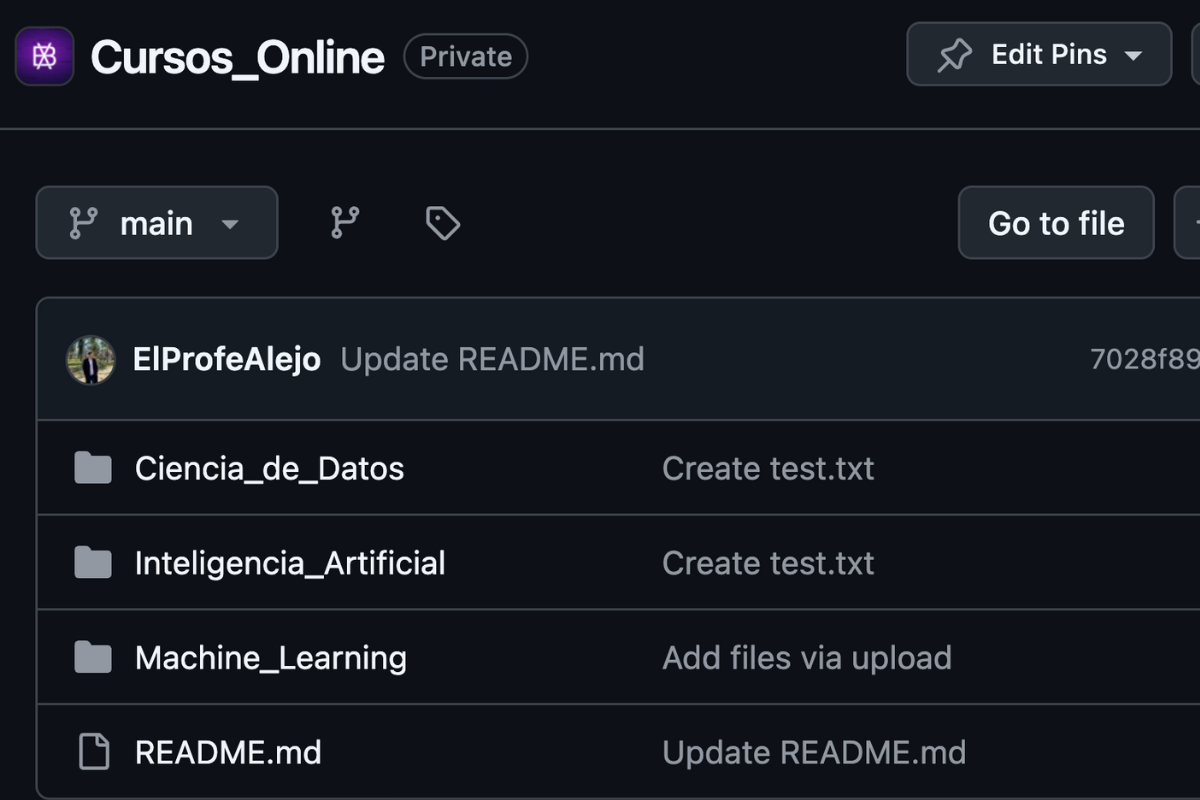 Cursos_Online Private Edit Pins
main Go to file
ElProfeAlejo Update README.md 7028f89
Ciencia_de_Datos Create test.txt
Inteligencia_Artificial Create test.txt
Machine_Learning Add files via upload
README.md Update README.md